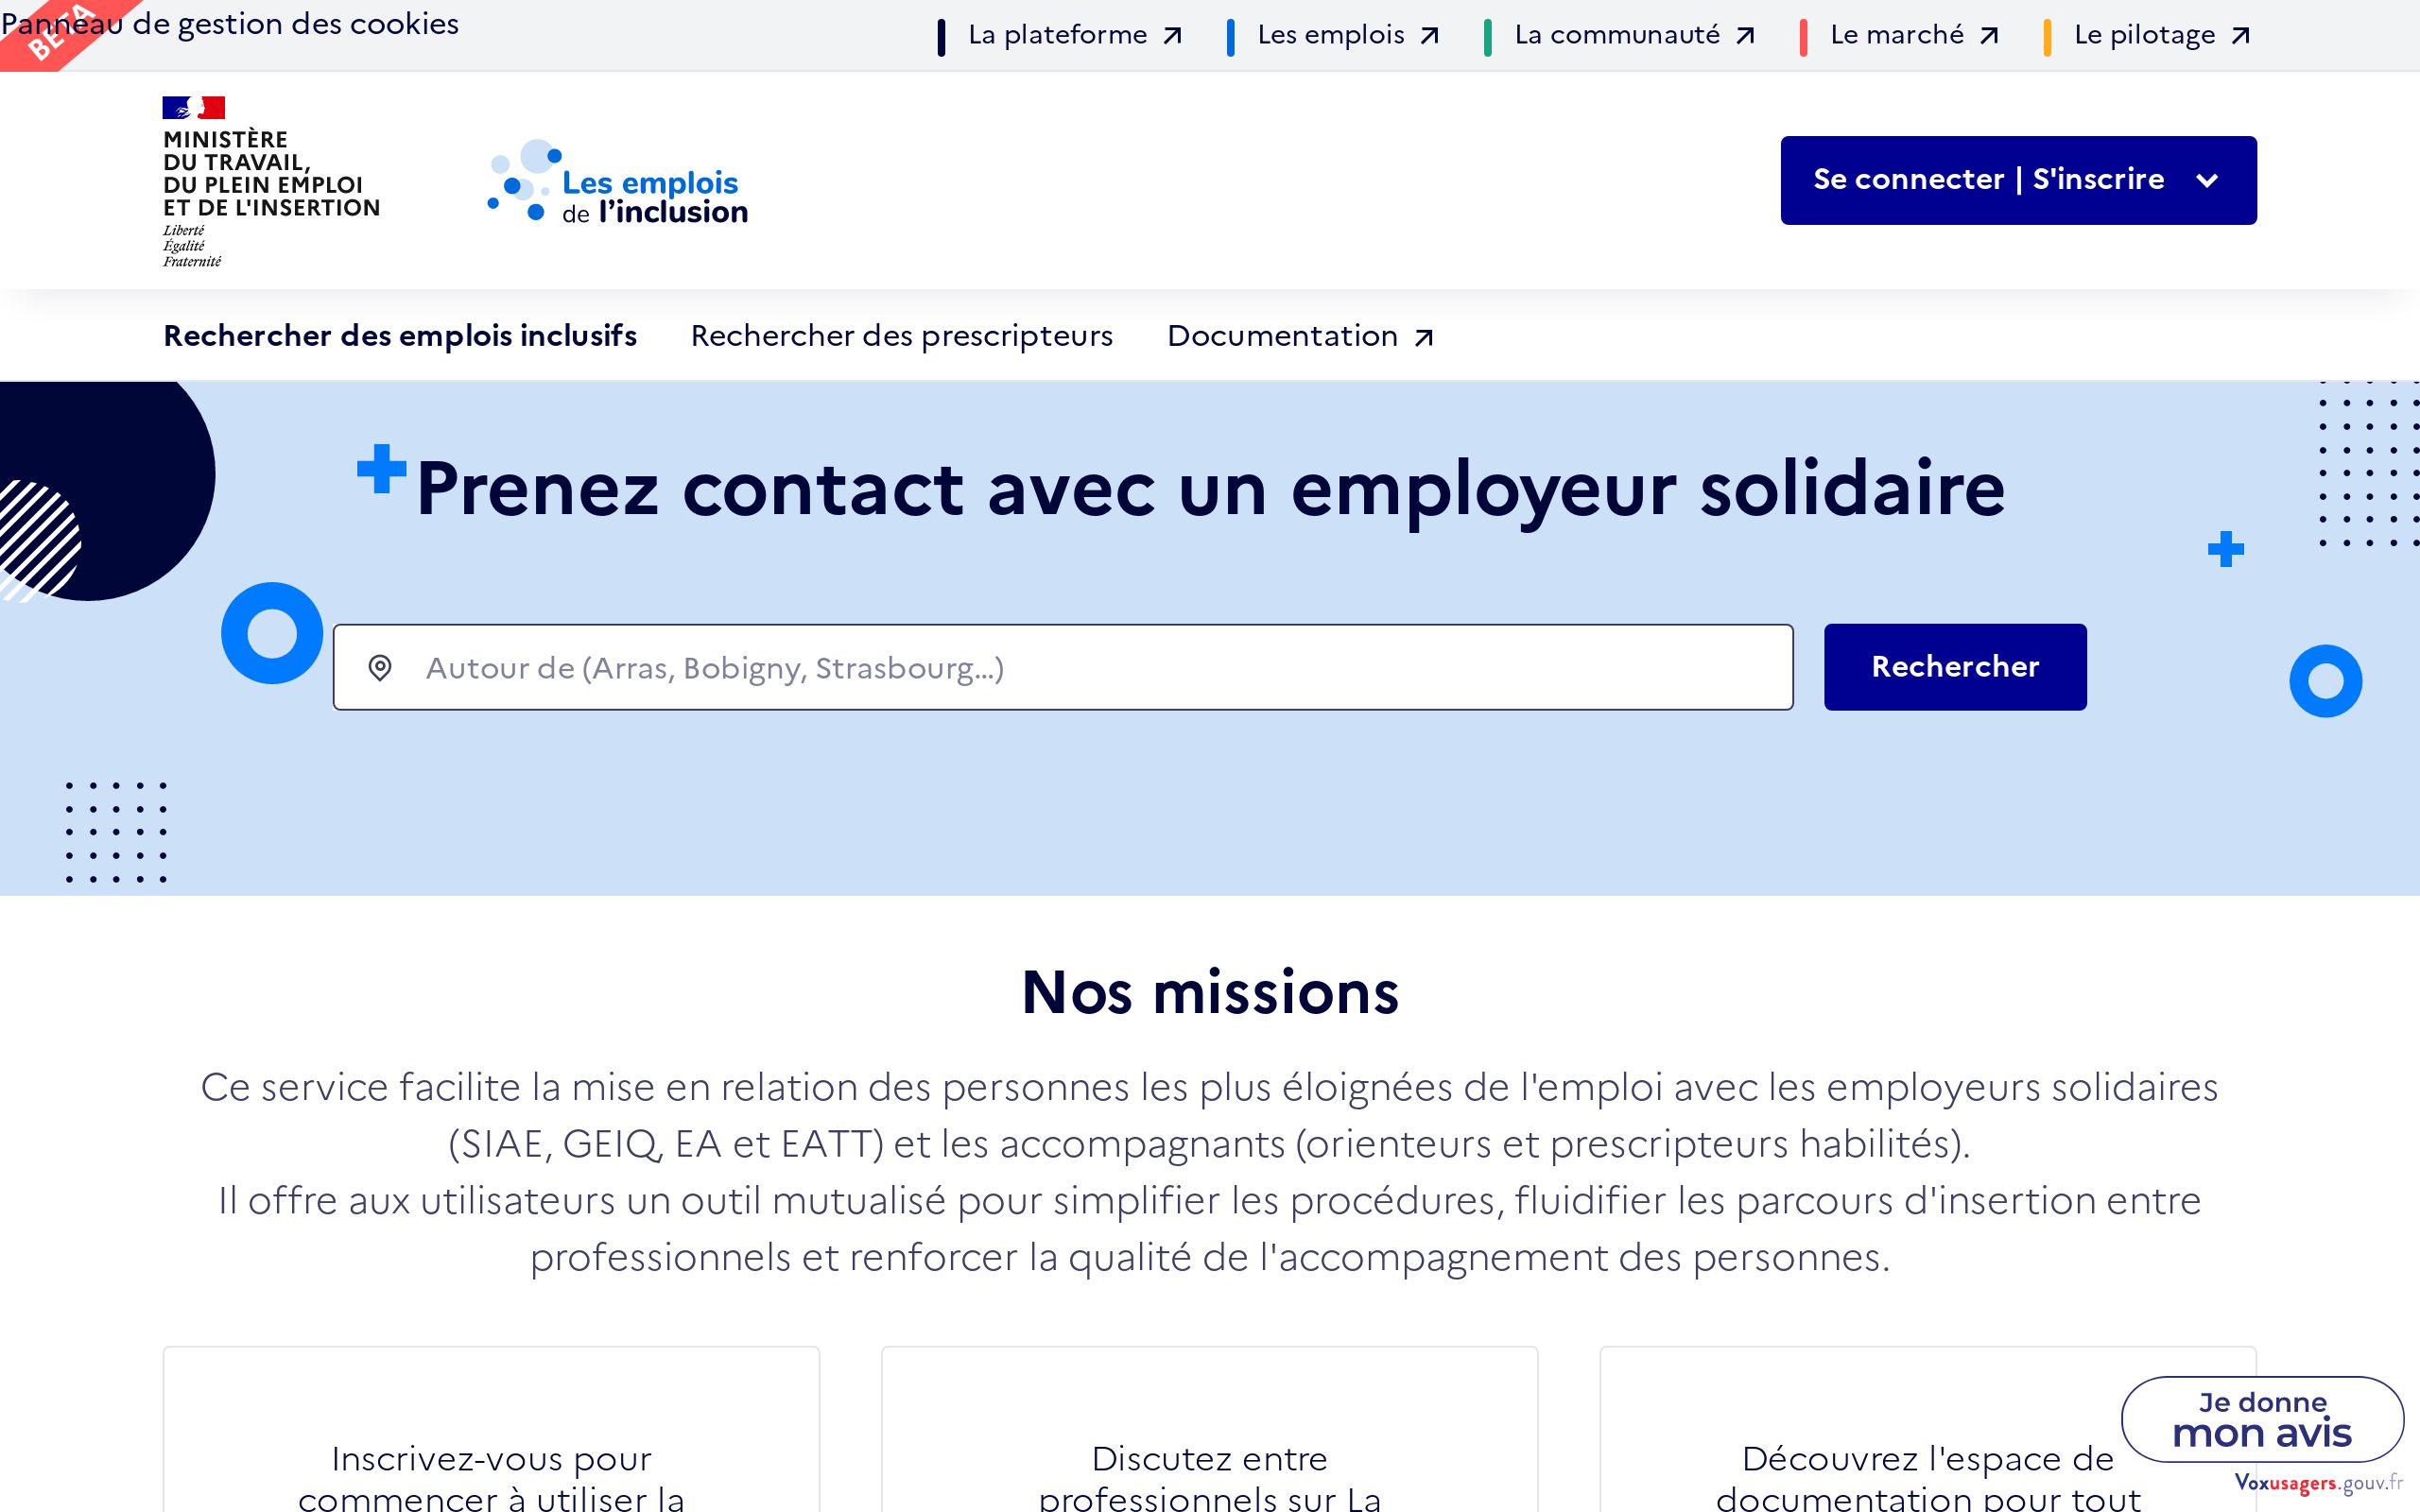 Panneau de gestion des cookies
BÊTA
La plateforme
Les emplois
La communauté
Le marché
Le pilotage
MINISTÈRE
DU TRAVAIL,
DU PLEIN EMPLOI
ET DE L'INSERTION
Liberté
Égalité
Fraternité
Les emplois
de l'inclusion
Se connecter | S'inscrire
Rechercher des emplois inclusifs
Rechercher des prescripteurs
Documentation
Prenez contact avec un employeur solidaire
Autour de (Arras, Bobigny, Strasbourg…)
Rechercher
Nos missions
Ce service facilite la mise en relation des personnes les plus éloignées de l'emploi avec les employeurs solidaires
(SIAE, GEIQ, EA et EATT) et les accompagnants (orienteurs et prescripteurs habilités).
Il offre aux utilisateurs un outil mutualisé pour simplifier les procédures, fluidifier les parcours d'insertion entre
professionnels et renforcer la qualité de l'accompagnement des personnes.
Inscrivez-vous pour
commencer à utiliser la
Discutez entre
professionnels sur La
Découvrez l'espace de
documentation pour tout
Je donne
mon avis
Voxusagers.gouv.fr